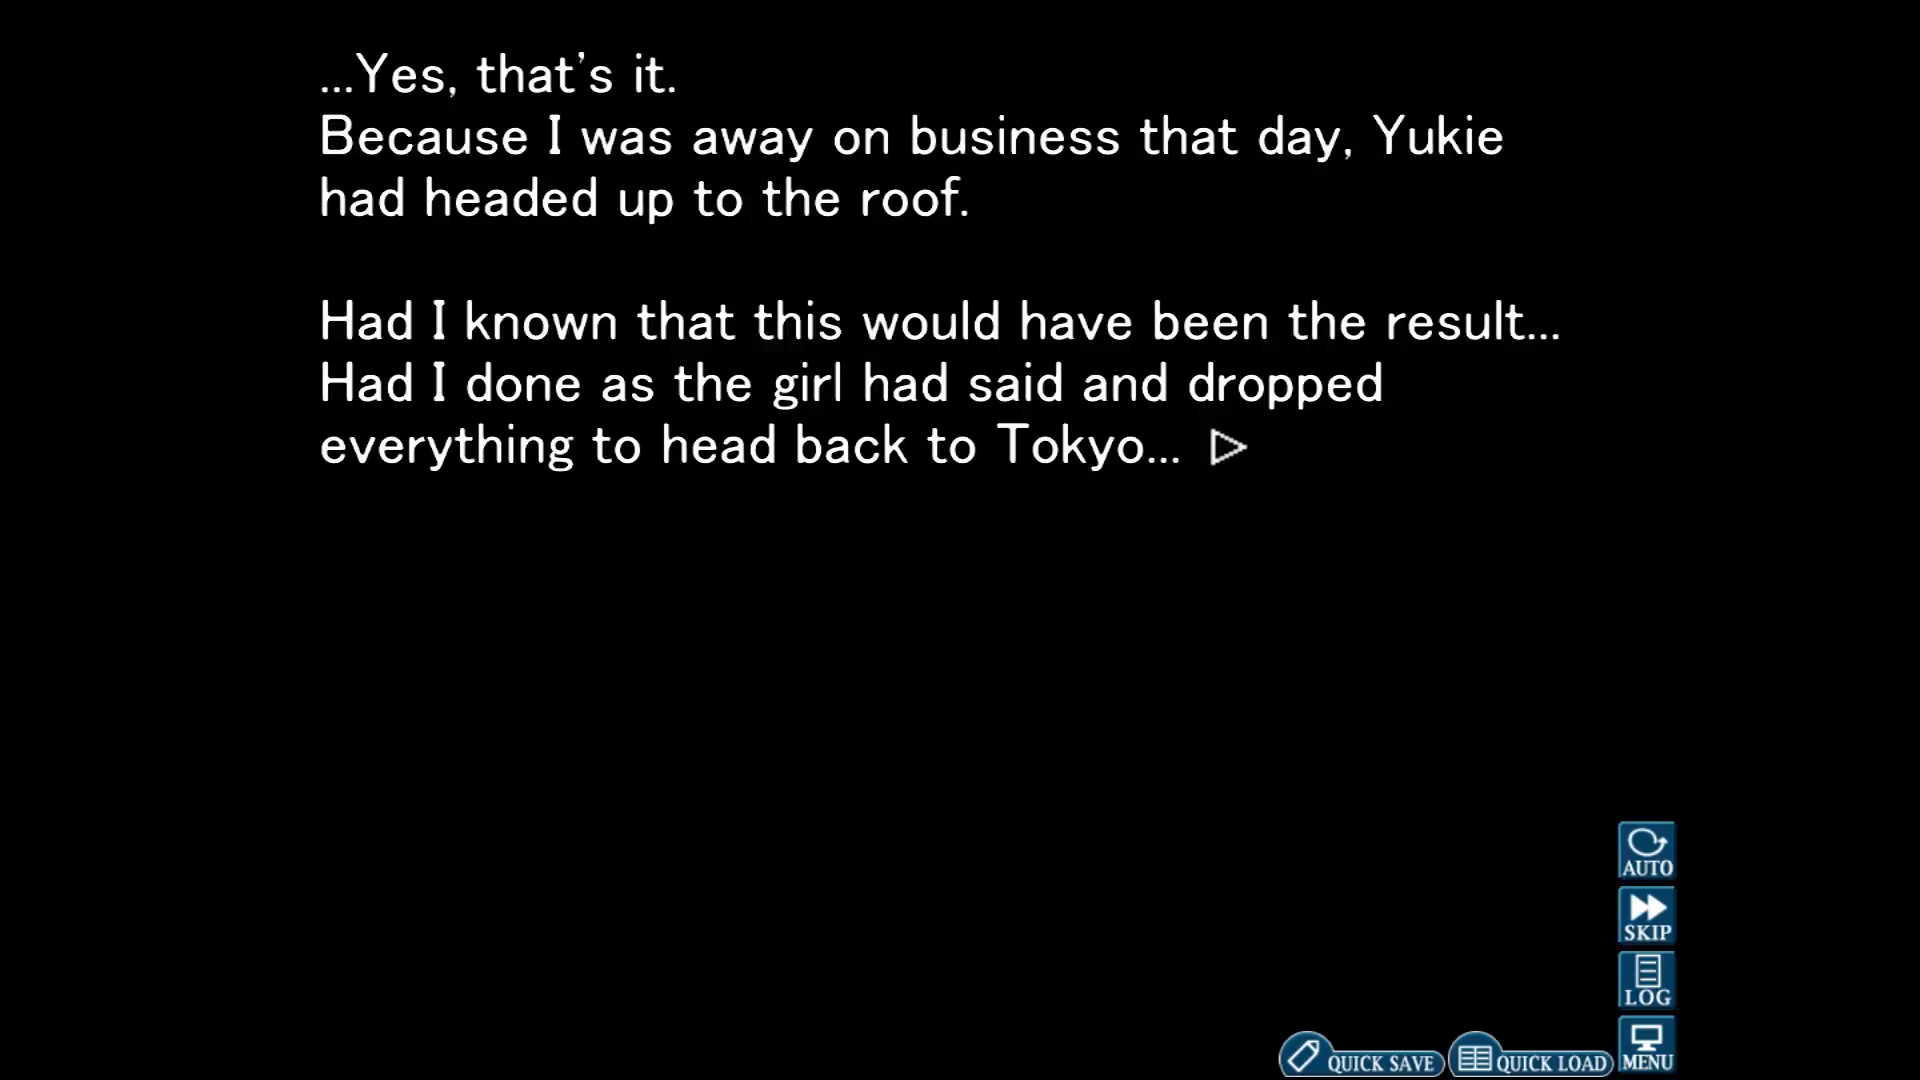 ...Yes, that's it.
Because I was away on business that day, Yukie
had headed up to the roof.
Had I known that this would have been the result...
Had I done as the girl had said and dropped
everything to head back to Tokyo...
AUTO
SKIP
LOG
MENU
QUICK SAVE
QUICK LOAD